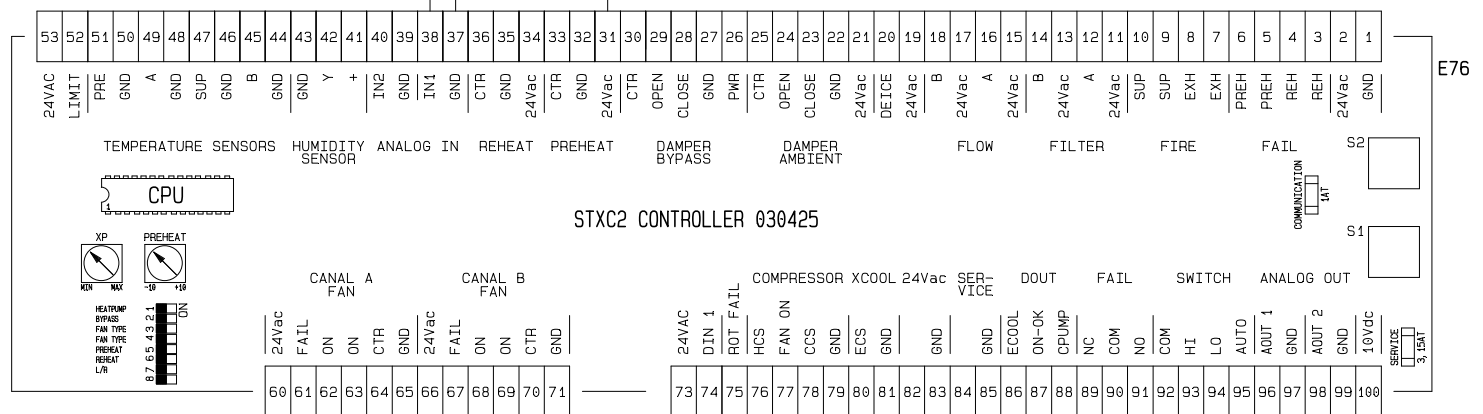 53 52 51 50 49 48 47 46 45 44 43 42 41 40 39 38 37 36 35 34 33 32 31 30 29 28 27 26 25 24 23 22 21 20 19 18 17 16 15 14 13 12 11 10 9 8 7 6 5 4 3 2 1
24VAC LIMIT PRE GND A GND SUP GND B GND GND Y + IN2 GND IN1 GND CTR GND 24Vac CTR GND 24Vac CTR OPEN CLOSE GND PWR CTR OPEN CLOSE GND 24Vac DEICE 24Vac B 24Vac A 24Vac B 24Vac A 24Vac SUP SUP EXH EXH PREH PREH REH REH 24Vac GND
E76
TEMPERATURE SENSORS HUMIDITY ANALOG IN REHEAT PREHEAT DAMPER DAMPER FLOW FILTER FIRE FAIL
SENSOR BYPASS AMBIENT
S2
CPU
1
COMMUNICATION
1AT
STXC2 CONTROLLER 030425
S1
XP PREHEAT
MIN MAX -10 +10
CANAL A CANAL B COMPRESSOR XCOOL 24Vac SER- DOUT FAIL SWITCH ANALOG OUT
FAN FAN VICE
HEATPUMP
BYPASS
FAN TYPE
FAN TYPE
PREHEAT
REHEAT
L/R
1 2 3 4 5 6 7 8
ON
24Vac FAIL ON ON CTR GND 24Vac FAIL ON ON CTR GND
24VAC DIN 1 ROT FAIL HCS FAN ON CCS GND ECS GND GND GND ECOOL ON-OK CPUMP NC COM NO COM HI LO AUTO AOUT 1 GND AOUT 2 GND 10Vdc
SERVICE
3,15AT
60 61 62 63 64 65 66 67 68 69 70 71
73 74 75 76 77 78 79 80 81 82 83 84 85 86 87 88 89 90 91 92 93 94 95 96 97 98 99 100